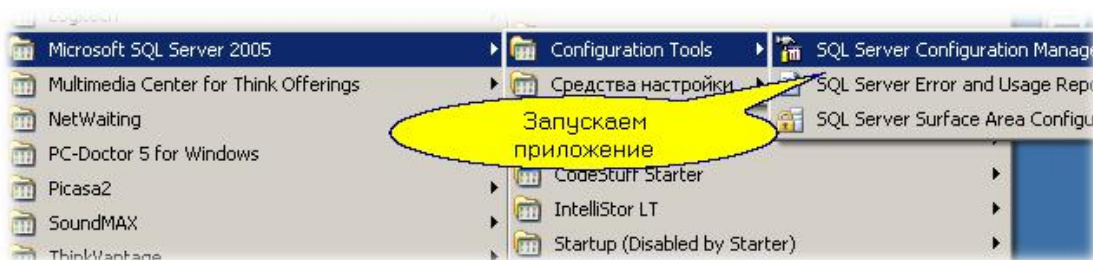 Logitech
Microsoft SQL Server 2005
Multimedia Center for Think Offerings
NetWaiting
PC-Doctor 5 for Windows
Picasa2
SoundMAX
ThinkVantage
Configuration Tools
Средства настройки
CodeStuff Starter
IntelliStor LT
Startup (Disabled by Starter)
SQL Server Configuration Manage
SQL Server Error and Usage Repo
SQL Server Surface Area Configu
Запускаем
приложение